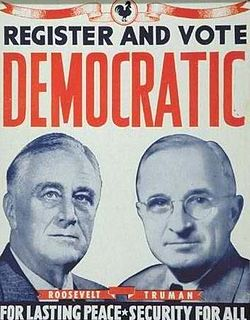 REGISTER AND VOTE
DEMOCRATIC
ROOSEVELT TRUMAN
FOR LASTING PEACE★SECURITY FOR ALL